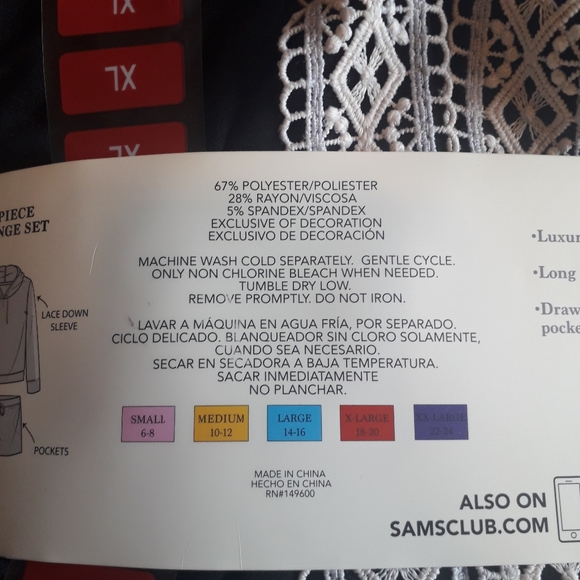 XL
XL
XL
PIECE
NGE SET
LACE DOWN
SLEEVE
POCKETS
67% POLYESTER/POLIESTER
28% RAYON/VISCOSA
5% SPANDEX/SPANDEX
EXCLUSIVE OF DECORATION
EXCLUSIVO DE DECORACIÓN
MACHINE WASH COLD SEPARATELY. GENTLE CYCLE.
ONLY NON CHLORINE BLEACH WHEN NEEDED.
TUMBLE DRY LOW.
REMOVE PROMPTLY. DO NOT IRON.
LAVAR A MÁQUINA EN AGUA FRÍA, POR SEPARADO.
CICLO DELICADO. BLANQUEADOR SIN CLORO SOLAMENTE,
CUANDO SEA NECESARIO.
SECAR EN SECADORA A BAJA TEMPERATURA.
SACAR INMEDIATAMENTE
NO PLANCHAR.
SMALL
6-8
MEDIUM
10-12
LARGE
14-16
X-LARGE
18-20
XX-LARGE
22-24
MADE IN CHINA
HECHO EN CHINA
RN#149600
•Luxur
•Long
•Draw
pocke
ALSO ON
SAMSCLUB.COM